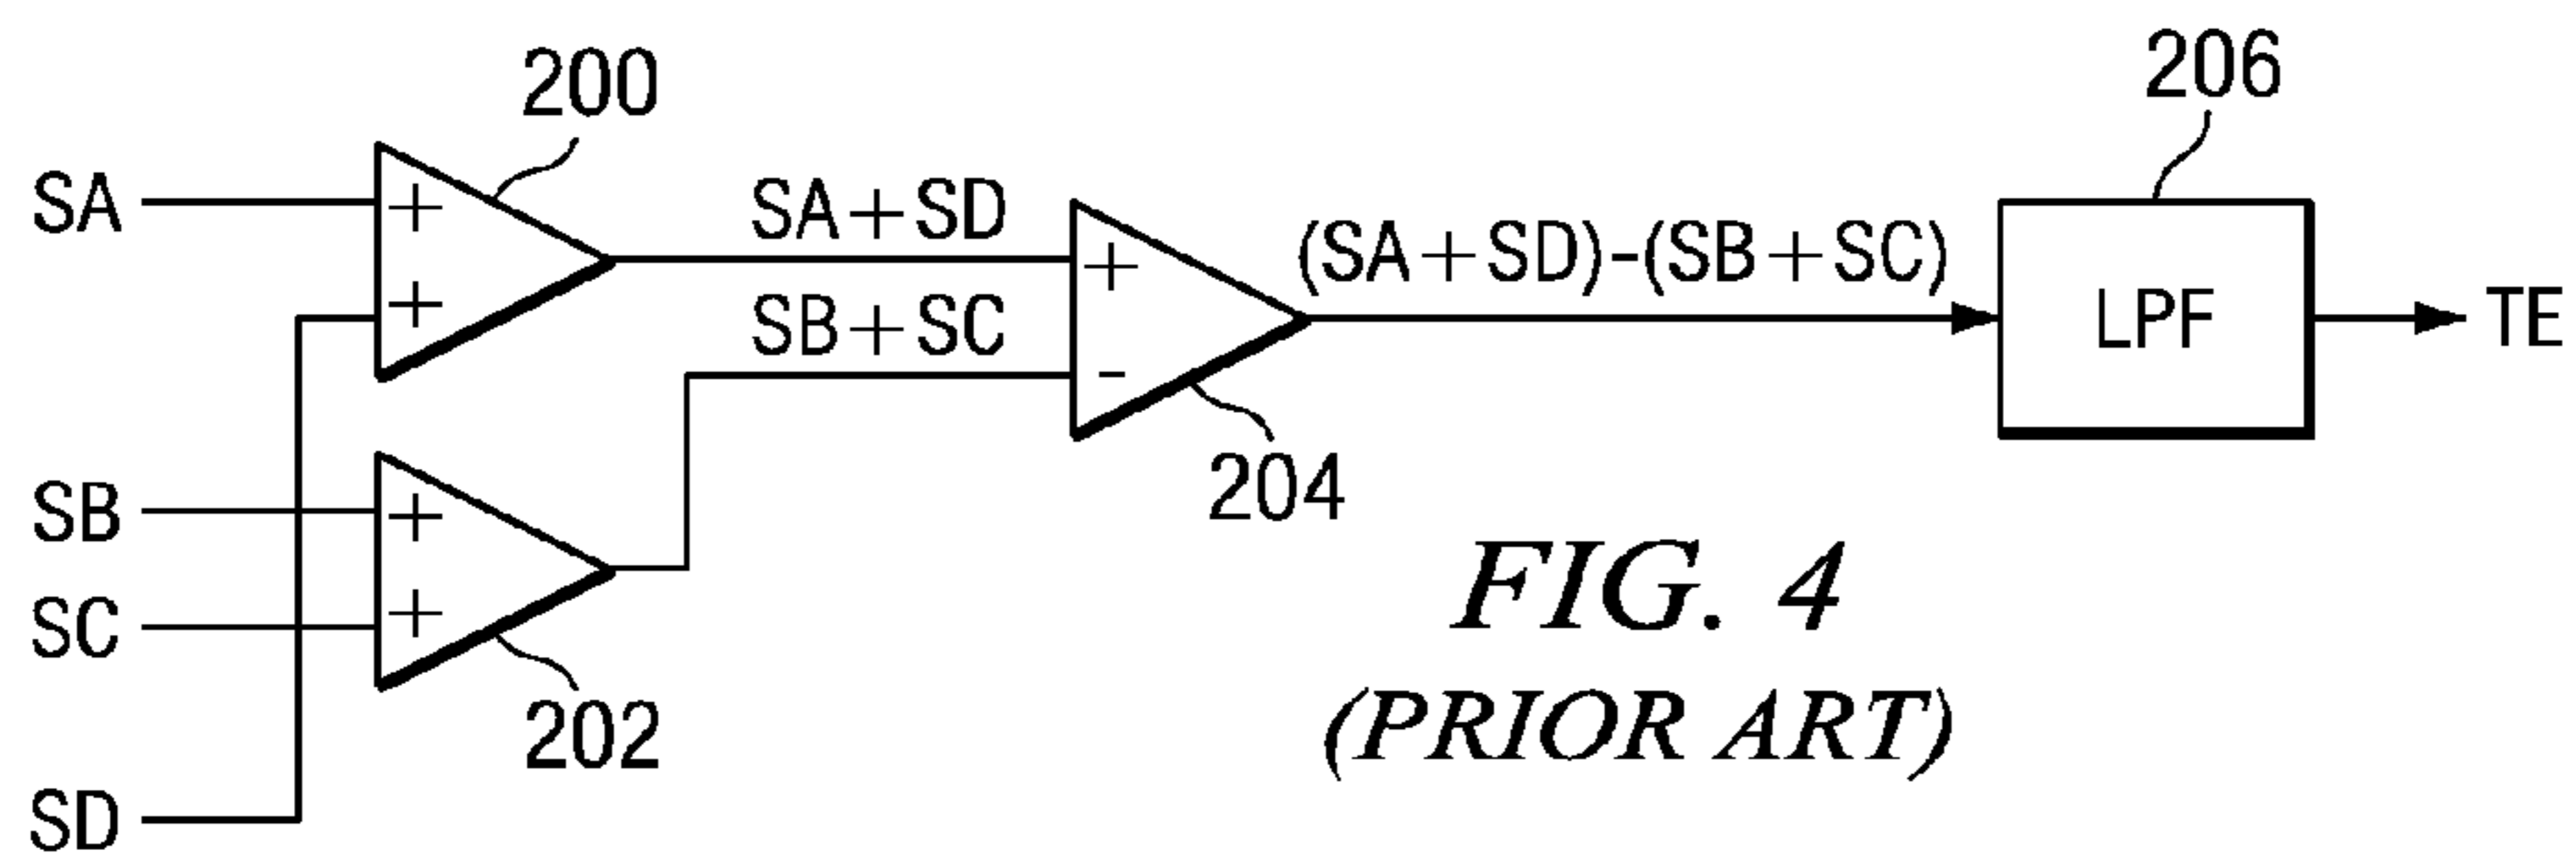 200
206
SA
+
+
SA+SD
SB+SC
+
-
(SA+SD)-(SB+SC)
LPF
TE
SB
SC
+
+
204
202
SD
FIG. 4
(PRIOR ART)